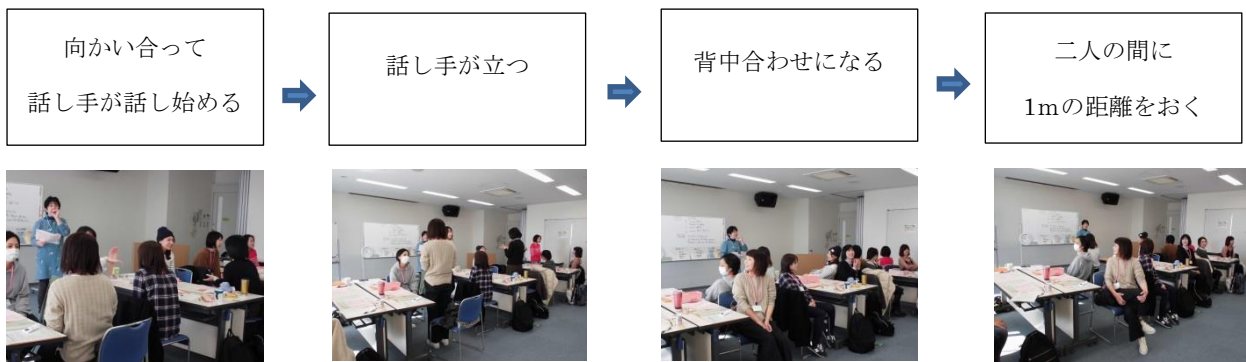 向かい合って
話し手が話し始める
話し手が立つ
背中合わせになる
二人の間に
1mの距離をおく